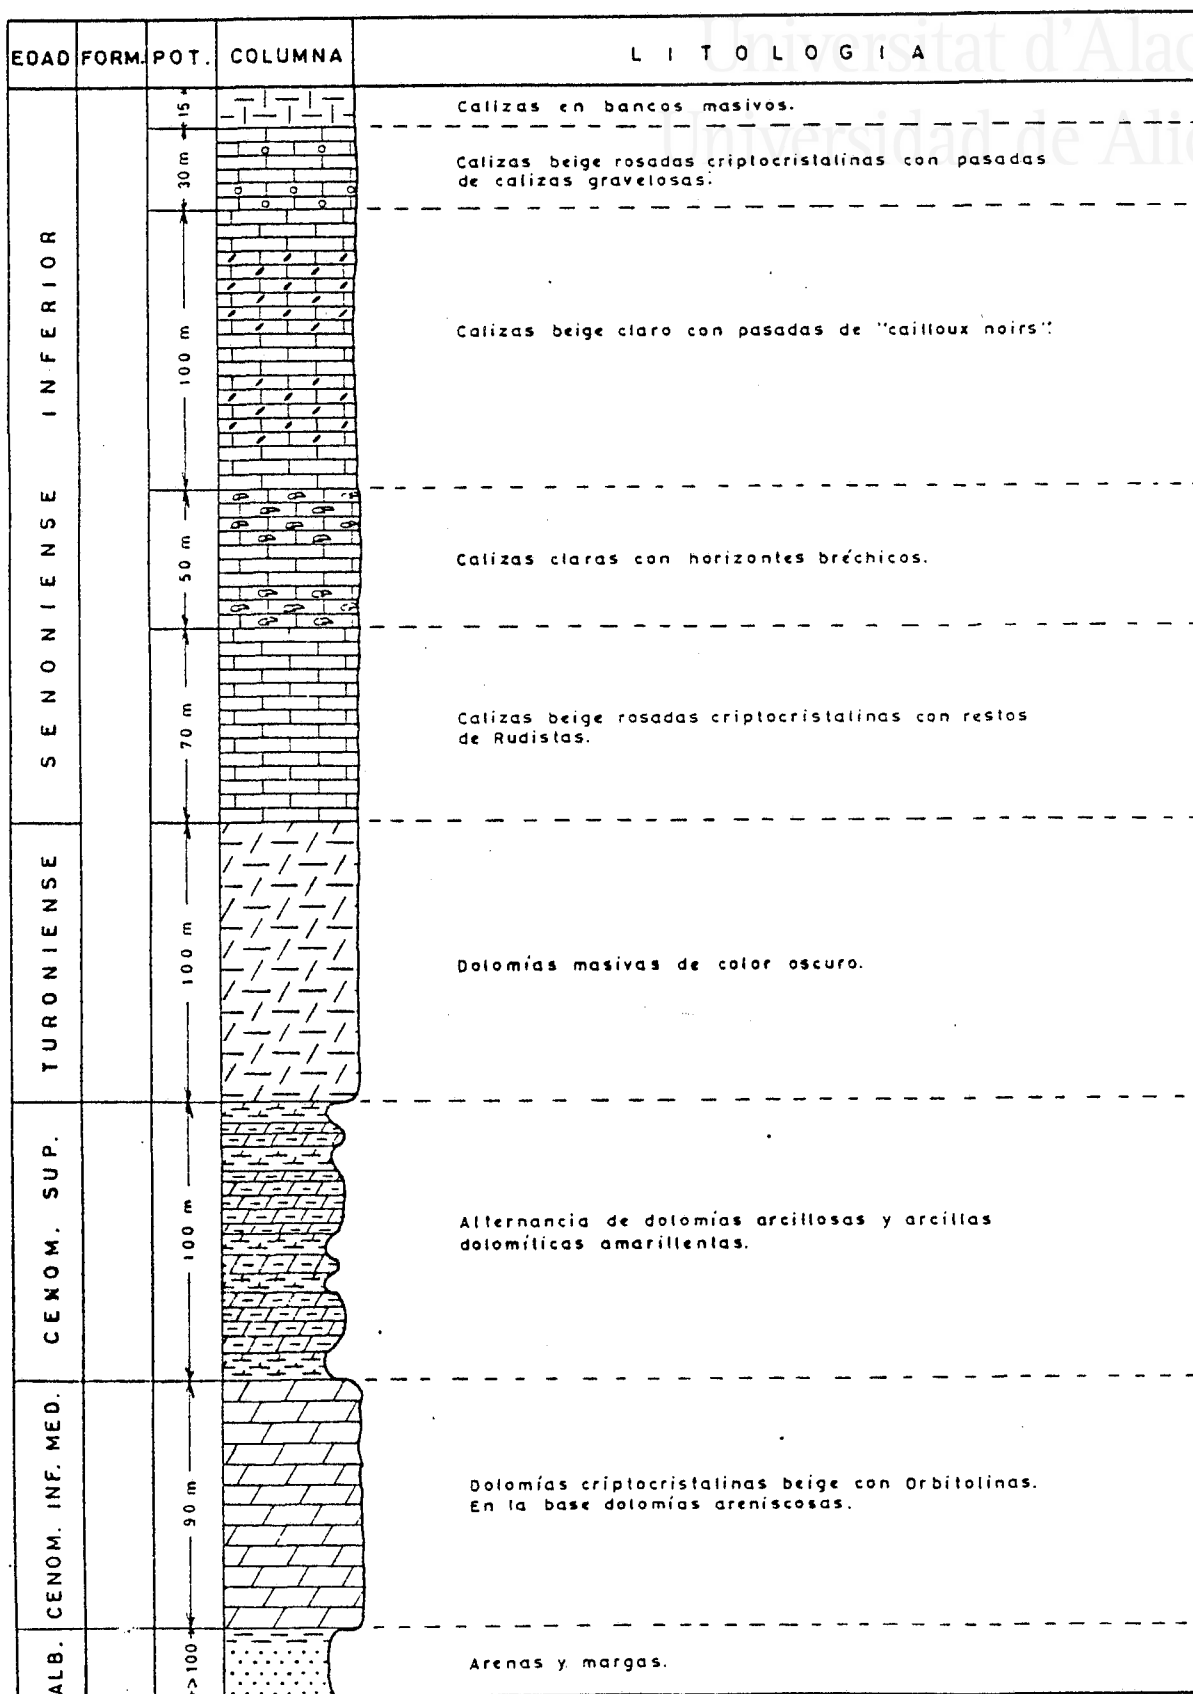 Universitat d'Alac
Universidad de Alic
EDAD FORM. POT. COLUMNA LITOLOGIA
SENONIENSE INFERIOR
15
Calizas en bancos masivos.
30 m
Calizas beige rosadas criptocristalinas con pasadas
de calizas gravelosas.
100 m
Calizas beige claro con pasadas de "cailloux noirs".
50 m
Calizas claras con horizontes bréchicos.
70 m
Calizas beige rosadas criptocristalinas con restos
de Rudistas.
TURONIENSE
100 m
Dolomías masivas de color oscuro.
CENOM. SUP.
100 m
Alternancia de dolomías arcillosas y arcillas
dolomíticas amarillentas.
CENOM. INF. MED.
90 m
Dolomías criptocristalinas beige con Orbitolinas.
En la base dolomías areniscosas.
ALB.
>100
Arenas y margas.